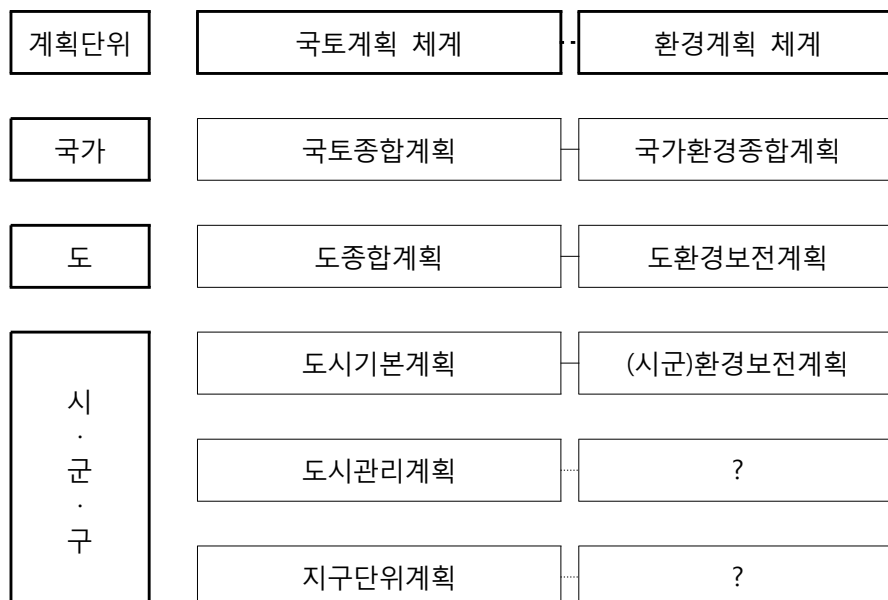 계획단위 국토계획 체계 환경계획 체계
국가 국토종합계획 국가환경종합계획
도 도종합계획 도환경보전계획
시·군·구
도시기본계획 (시군)환경보전계획
도시관리계획 ?
지구단위계획 ?